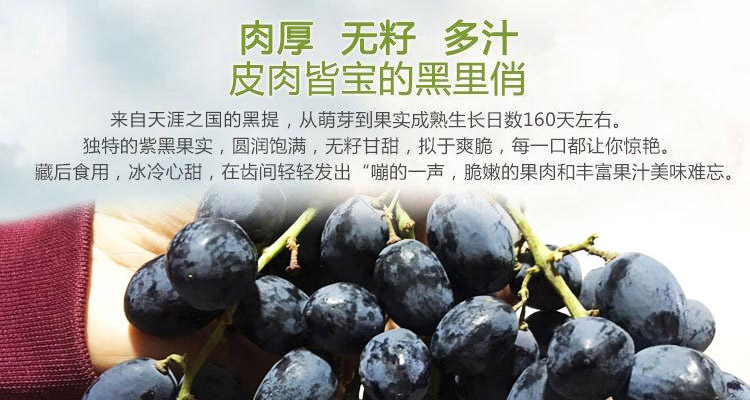 肉厚 无籽 多汁
皮肉皆宝的黑里俏
来自天涯之国的黑提，从萌芽到果实成熟生长日数160天左右。
独特的紫黑果实，圆润饱满，无籽甘甜，拟于爽脆，每一口都让你惊艳。
藏后食用，冰冷心甜，在齿间轻轻发出“嘣的一声，脆嫩的果肉和丰富果汁美味难忘。